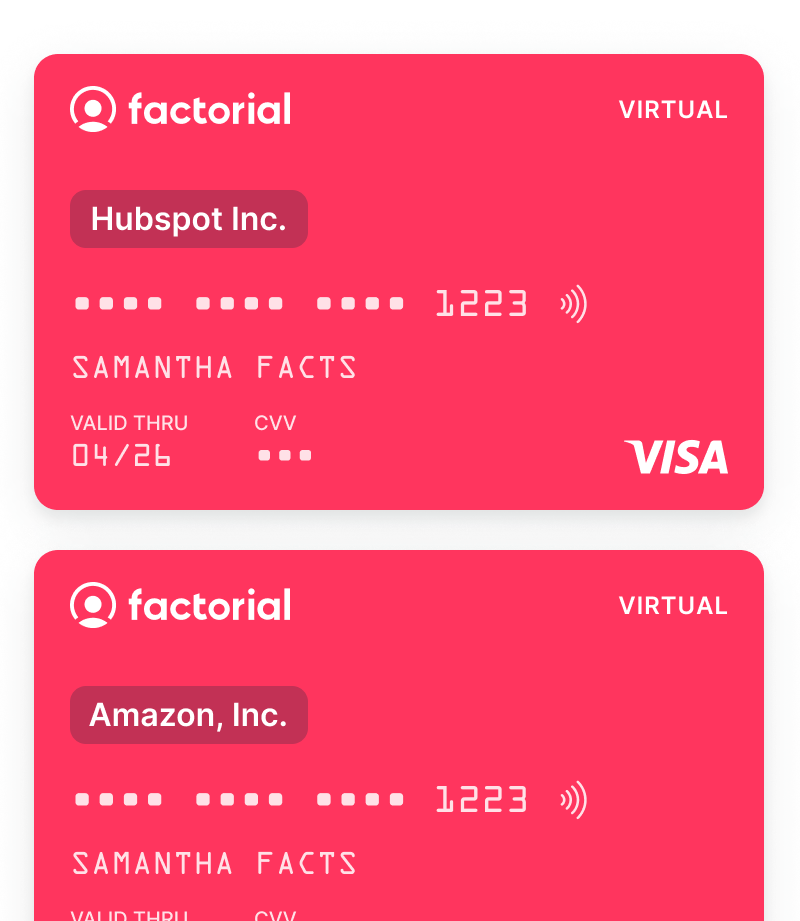 factorial VIRTUAL
Hubspot Inc.
•••• •••• •••• 1223
SAMANTHA FACTS
VALID THRU CVV
04/26 •••
VISA
factorial VIRTUAL
Amazon, Inc.
•••• •••• •••• 1223
SAMANTHA FACTS
VALID THRU CVV